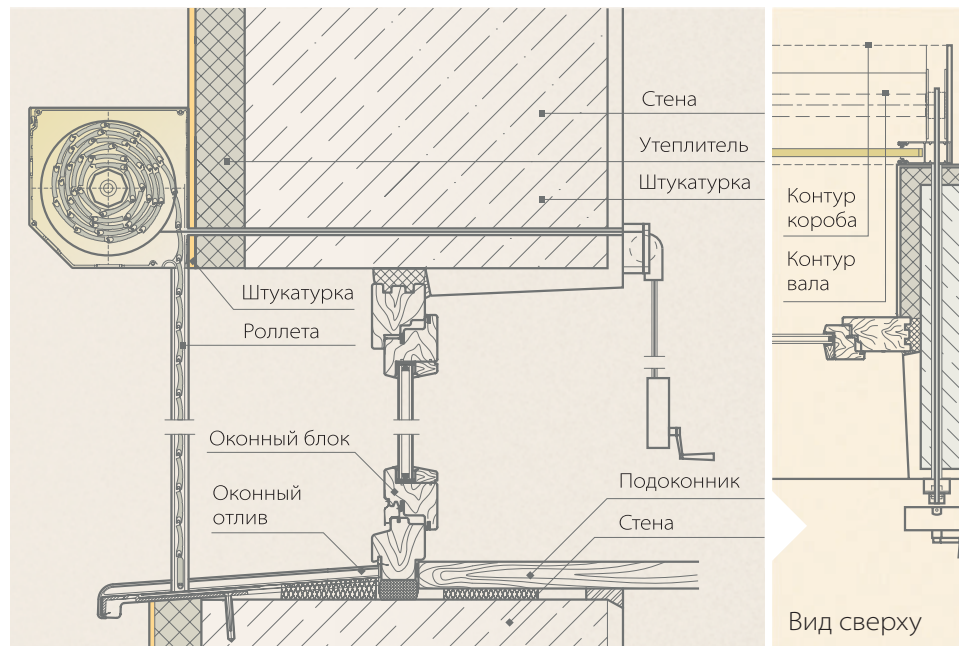 Стена
Утеплитель
Штукатурка
Контур
короба
Контур
вала
Штукатурка
Роллета
Оконный блок
Оконный
отлив
Подоконник
Стена
Вид сверху